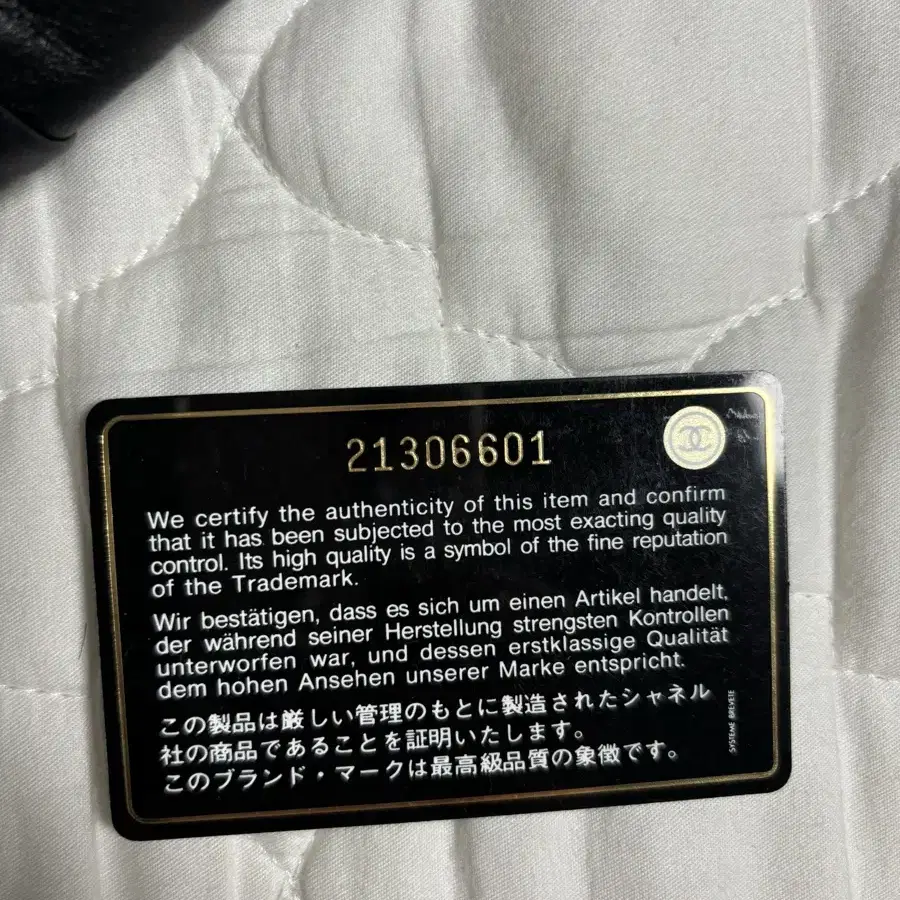 21306601
We certify the authenticity of this item and confirm
that it has been subjected to the most exacting quality
control. Its high quality is a symbol of the fine reputation
of the Trademark.
Wir bestätigen, dass es sich um einen Artikel handelt,
der während seiner Herstellung strengsten Kontrollen
unterworfen war, und dessen erstklassige Qualität
dem hohen Ansehen unserer Marke entspricht.
この製品は厳しい管理のもとに製造されたシャネル
社の商品であることを証明いたします。
このブランド・マークは最高級品質の象徴です。
SYSTEME BREVETE